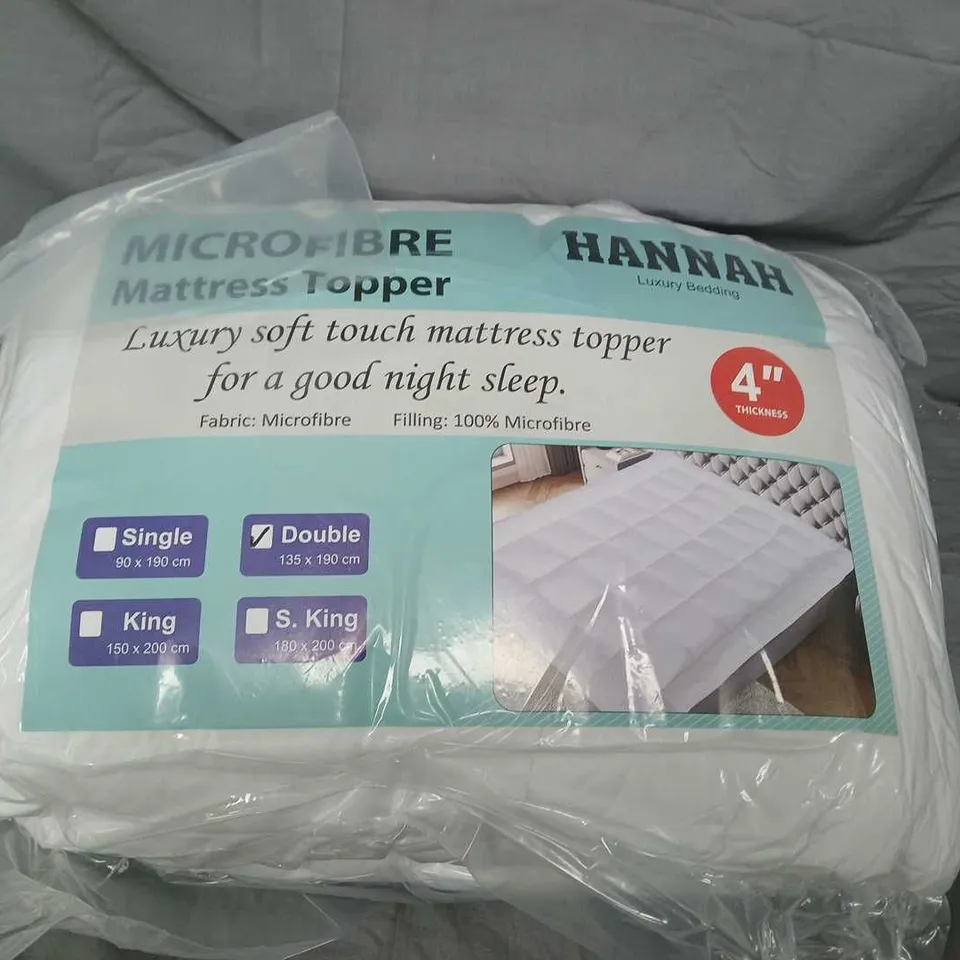 MICROFIBRE
Mattress Topper
HANNAH
Luxury Bedding
Luxury soft touch mattress topper
for a good night sleep.
4"
THICKNESS
Fabric: Microfibre Filling: 100% Microfibre
Single
90 x 190 cm
Double
135 x 190 cm
King
150 x 200 cm
S. King
180 x 200 cm